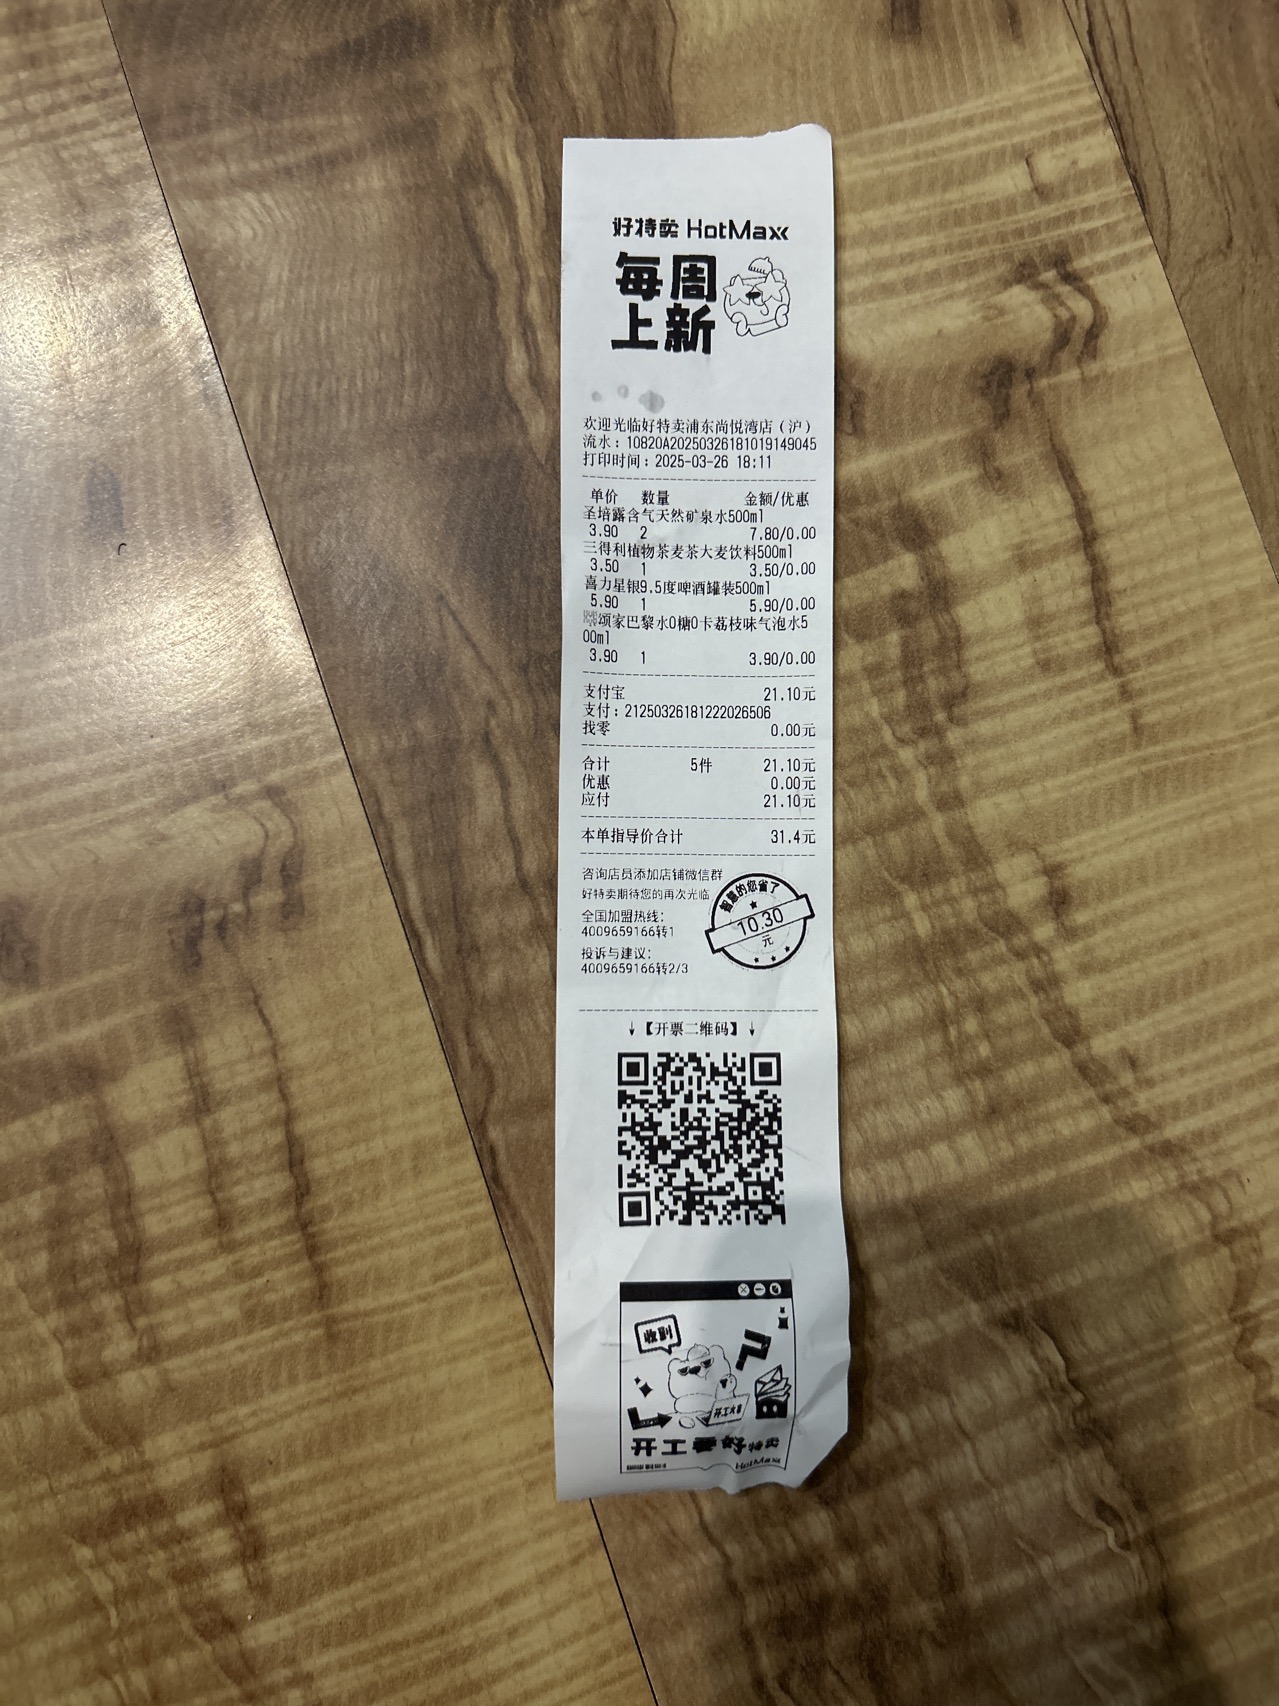 好特卖 HotMaxx
每周
上新
欢迎光临好特卖浦东尚悦湾店（沪）
流水：10820A20250326181019149045
打印时间：2025-03-26 18:11
单价 数量 金额/优惠
圣培露含气天然矿泉水500ml
3.90 2 7.80/0.00
三得利植物茶麦茶大麦饮料500ml
3.50 1 3.50/0.00
喜力星银9.5度啤酒罐装500ml
5.90 1 5.90/0.00
颂家巴黎水0糖0卡荔枝味气泡水5
00ml
3.90 1 3.90/0.00
支付宝 21.10元
支付：21250326181222026506
找零 0.00元
合计 5件 21.10元
优惠 0.00元
应付 21.10元
本单指导价合计 31.4元
咨询店员添加店铺微信群
好特卖期待您的再次光临
智慧的您省了
10.30
元
全国加盟热线：
4009659166转1
投诉与建议：
4009659166转2/3
↓【开票二维码】↓
收到
开工大吉
开工要好特卖
HotMaxx